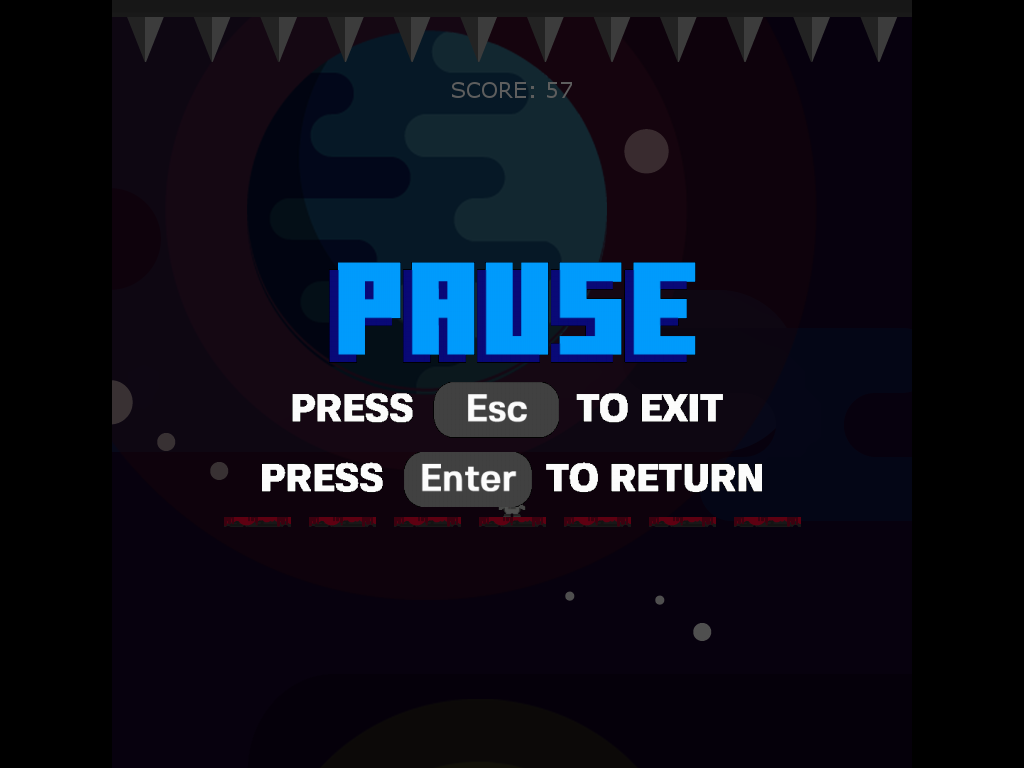 SCORE: 57
PAUSE
PRESS Esc TO EXIT
PRESS Enter TO RETURN